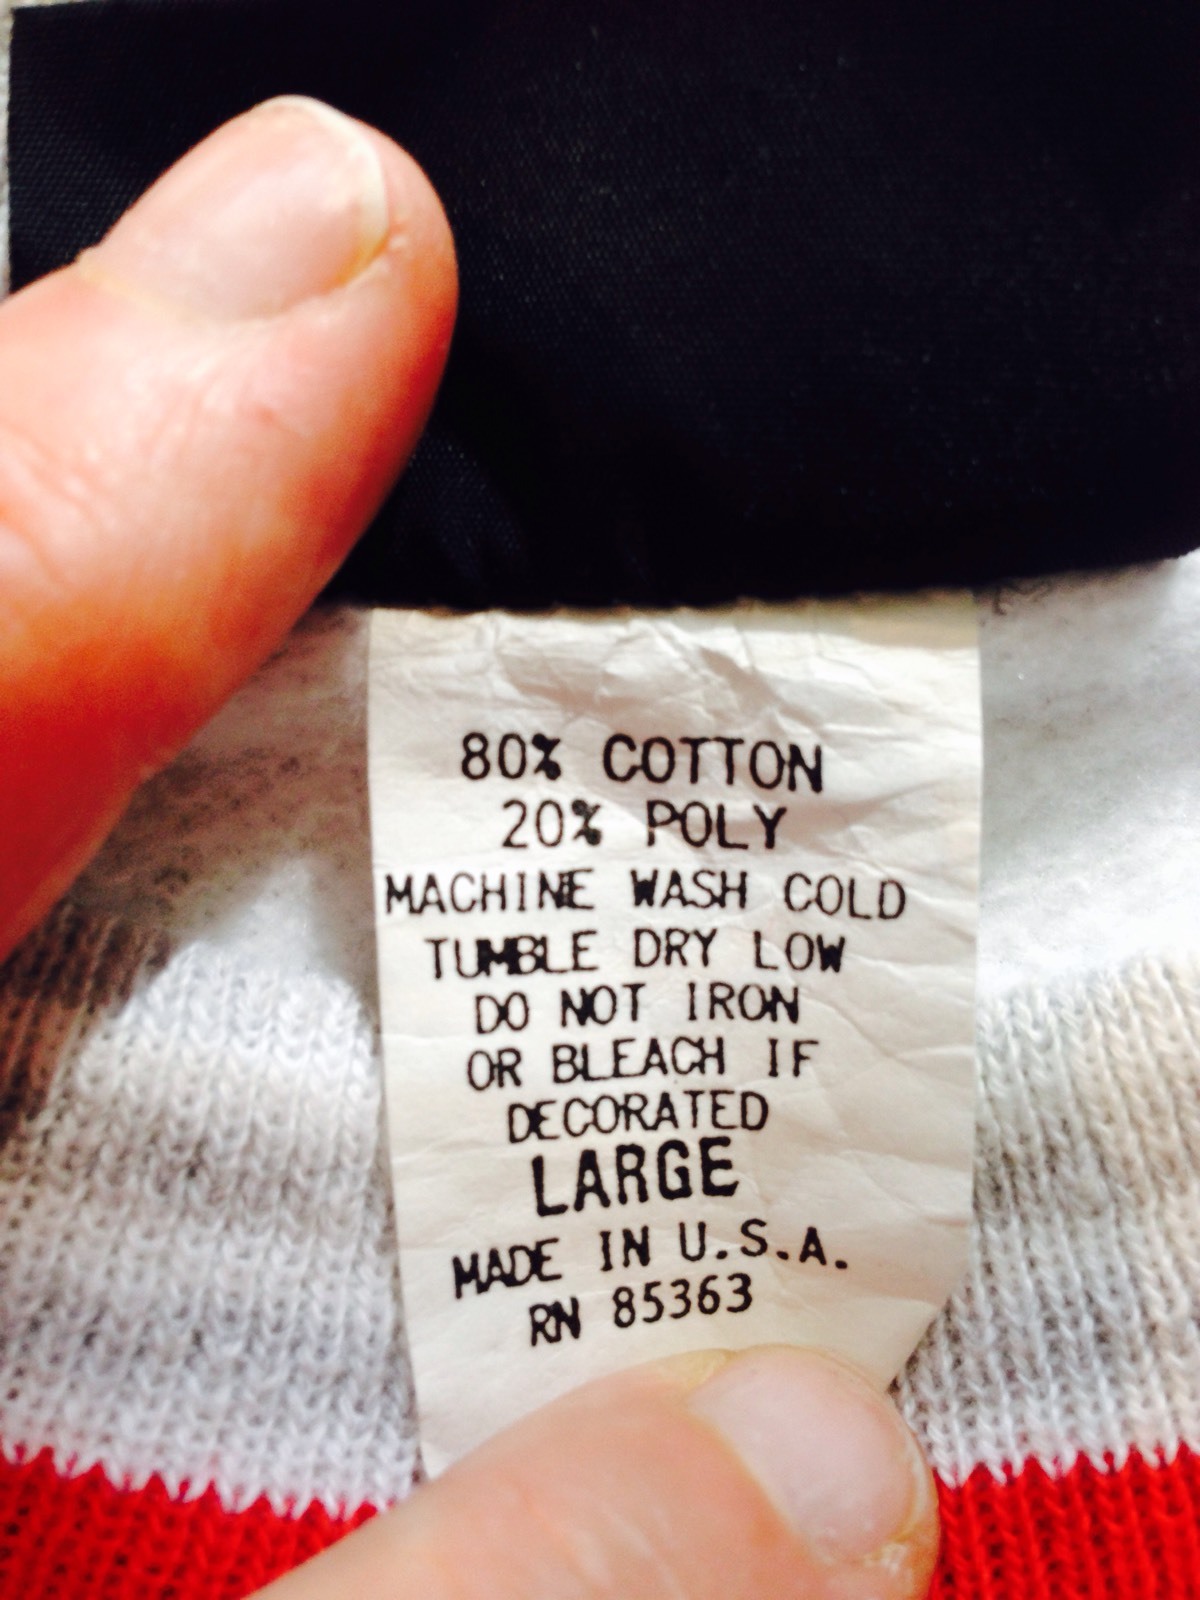 80% COTTON
20% POLY
MACHINE WASH COLD
TUMBLE DRY LOW
DO NOT IRON
OR BLEACH IF
DECORATED
LARGE
MADE IN U.S.A.
RN 85363